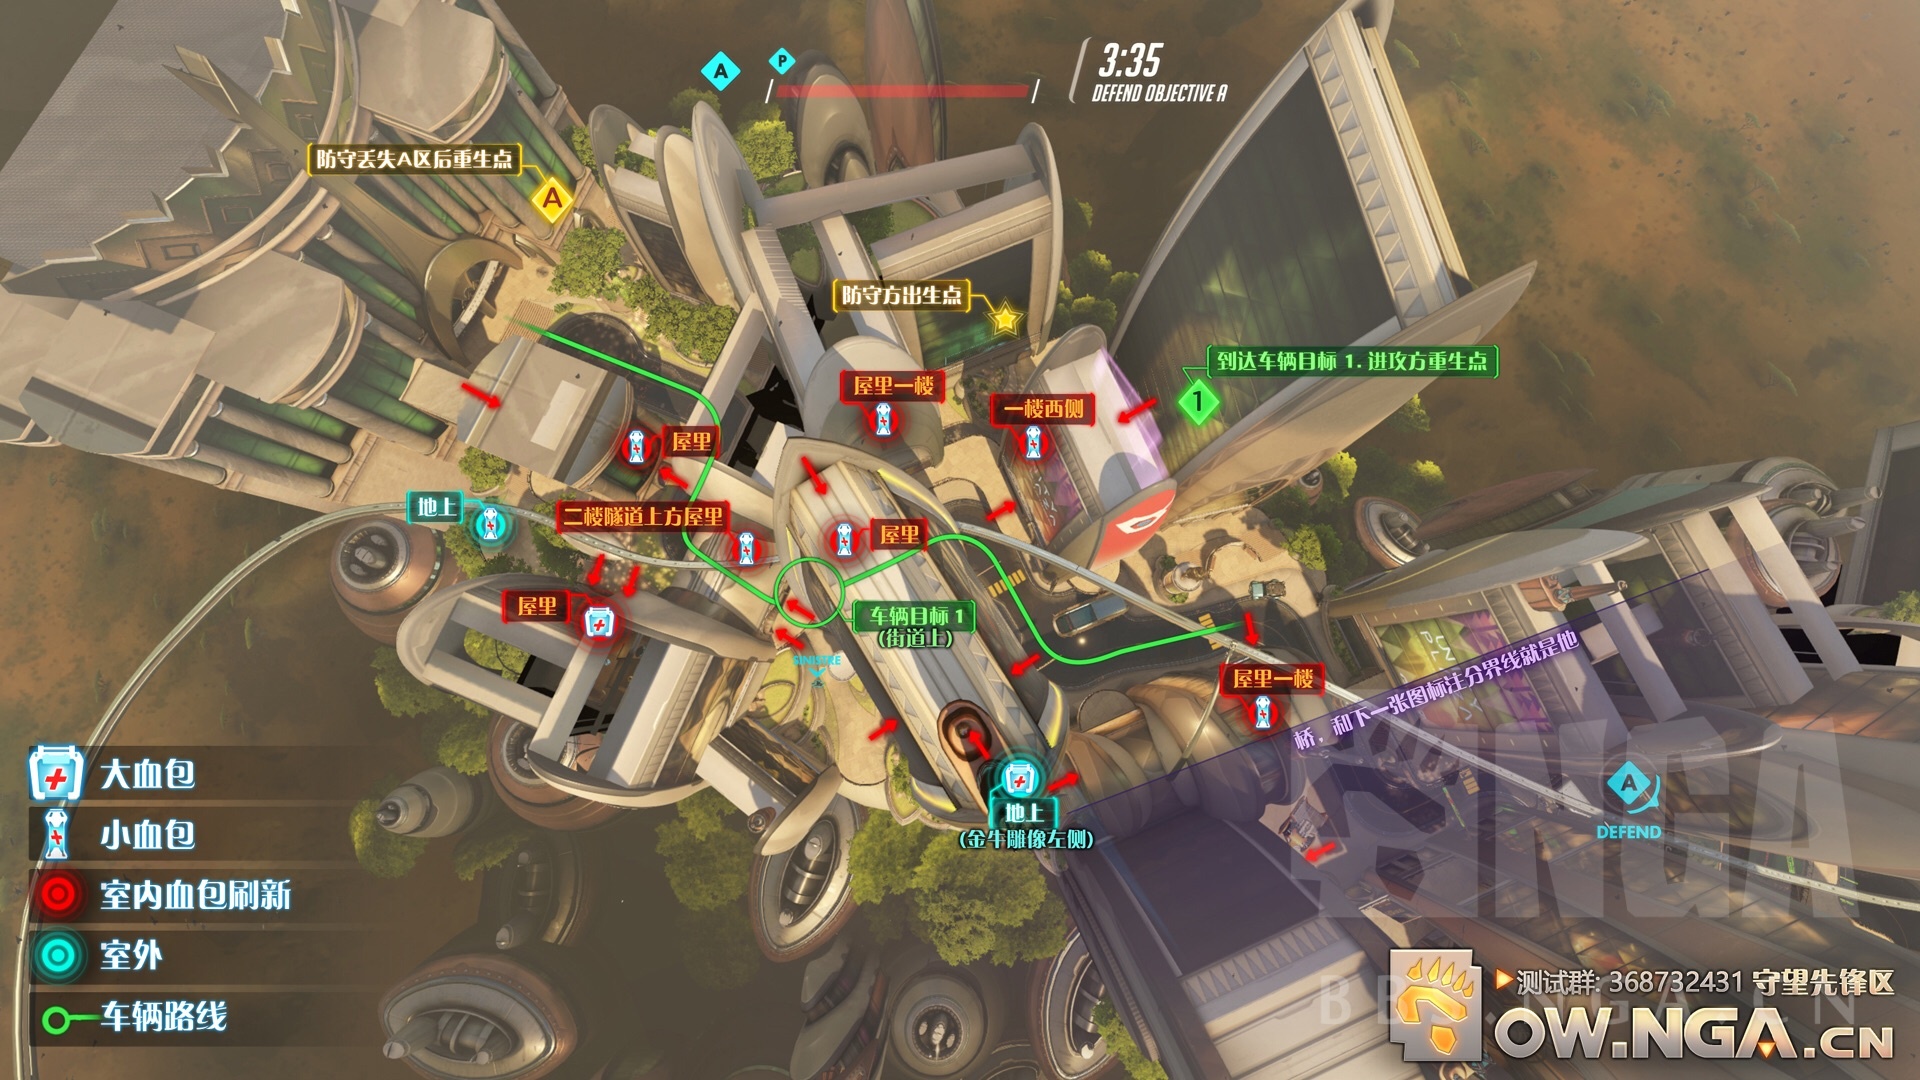 A
P
3:35
DEFEND OBJECTIVE A
防守丢失A区后重生点
A
防守方出生点
到达车辆目标 1. 进攻方重生点
1
屋里一楼
一楼西侧
屋里
地上
二楼隧道上方屋里
屋里
屋里
车辆目标 1
(街道上)
SINISTRE
屋里一楼
桥，和下一张图标注分界线就是他
地上
(金牛雕像左侧)
A
DEFEND
大血包
小血包
室内血包刷新
室外
车辆路线
NGA
BBS.NGA.CN
测试群: 368732431 守望先锋区
OW.NGA.CN